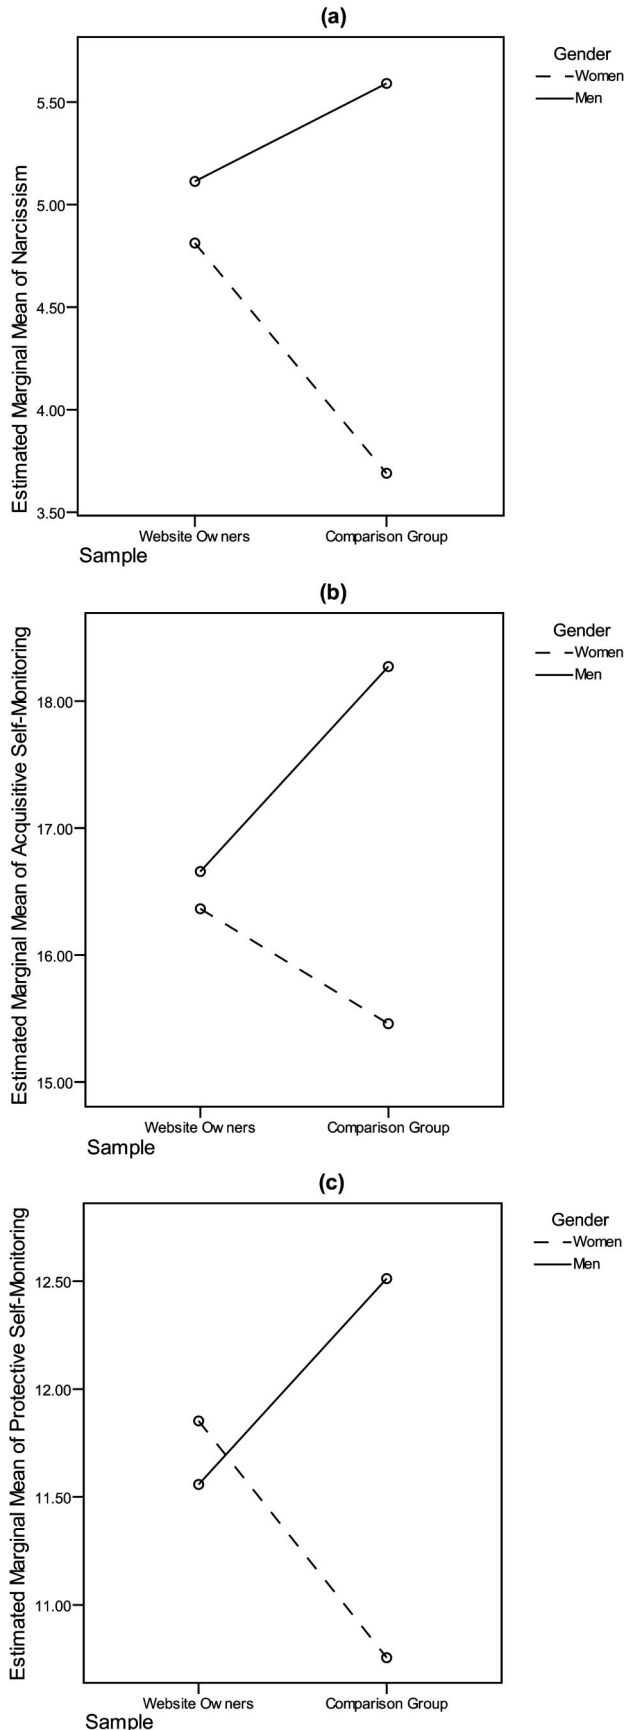 (a)
Estimated Marginal Mean of Narcissism
5.50
5.00
4.50
4.00
3.50
Website Owners
Comparison Group
Sample
Gender
Women
Men
(b)
Estimated Marginal Mean of Acquisitive Self-Monitoring
18.00
17.00
16.00
15.00
Website Owners
Comparison Group
Sample
Gender
Women
Men
(c)
Estimated Marginal Mean of Protective Self-Monitoring
12.50
12.00
11.50
11.00
Website Owners
Comparison Group
Sample
Gender
Women
Men